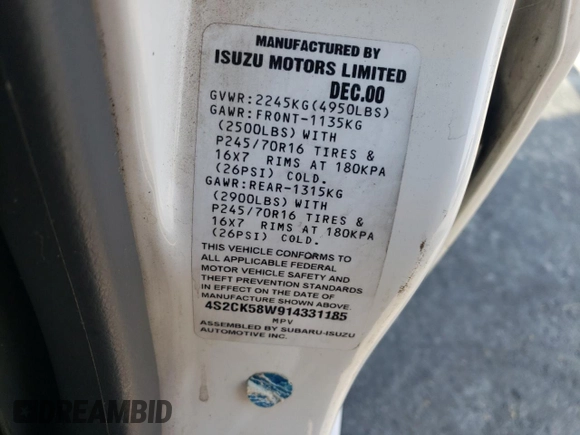 MANUFACTURED BY
ISUZU MOTORS LIMITED
DEC.00
GVWR:2245KG(4950LBS)
GAWR:FRONT-1135KG
(2500LBS) WITH
P245/70R16 TIRES &
16X7 RIMS AT 180KPA
(26PSI) COLD.
GAWR:REAR-1315KG
(2900LBS) WITH
P245/70R16 TIRES &
16X7 RIMS AT 180KPA
(26PSI) COLD.
THIS VEHICLE CONFORMS TO
ALL APPLICABLE FEDERAL
MOTOR VEHICLE SAFETY AND
THEFT PREVENTION STANDARDS
IN EFFECT ON THE DATE OF
MANUFACTURE SHOWN ABOVE.
4S2CK58W914331185
MPV
ASSEMBLED BY SUBARU-ISUZU
AUTOMOTIVE INC.
DREAMBID